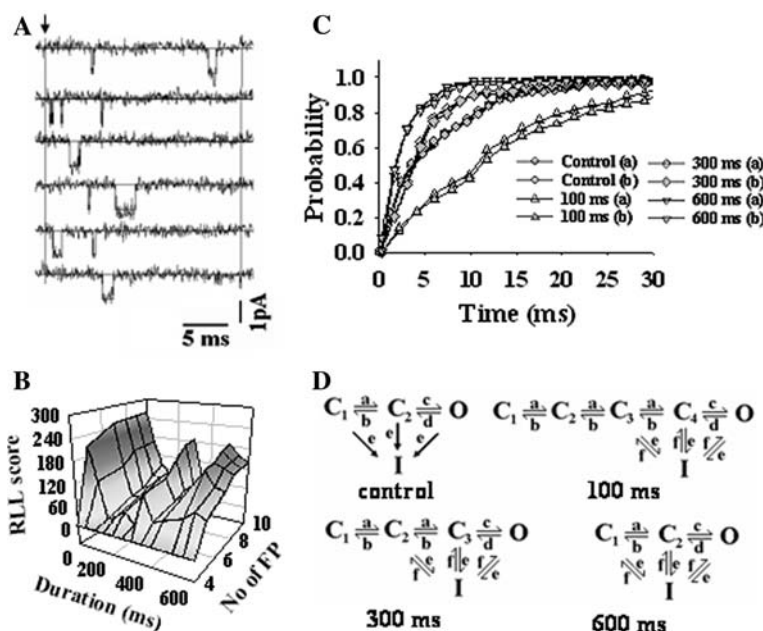 A
5 ms
1pA
B
RLL score
300
240
180
120
60
0
0
200
400
600
Duration (ms)
4
6
8
10
No of FP
C
Probability
1.0
0.8
0.6
0.4
0.2
0.0
0 5 10 15 20 25 30
Time (ms)
Control (a)
Control (b)
100 ms (a)
100 ms (b)
300 ms (a)
300 ms (b)
600 ms (a)
600 ms (b)
D
C1 a b C2 c d O
e e e
I
control
C1 a b C2 a b C3 a b C4 c d O
f e f e f e
I
100 ms
C1 a b C2 a b C3 c d O
f e f e f e
I
300 ms
C1 a b C2 c d O
f e f e f e
I
600 ms